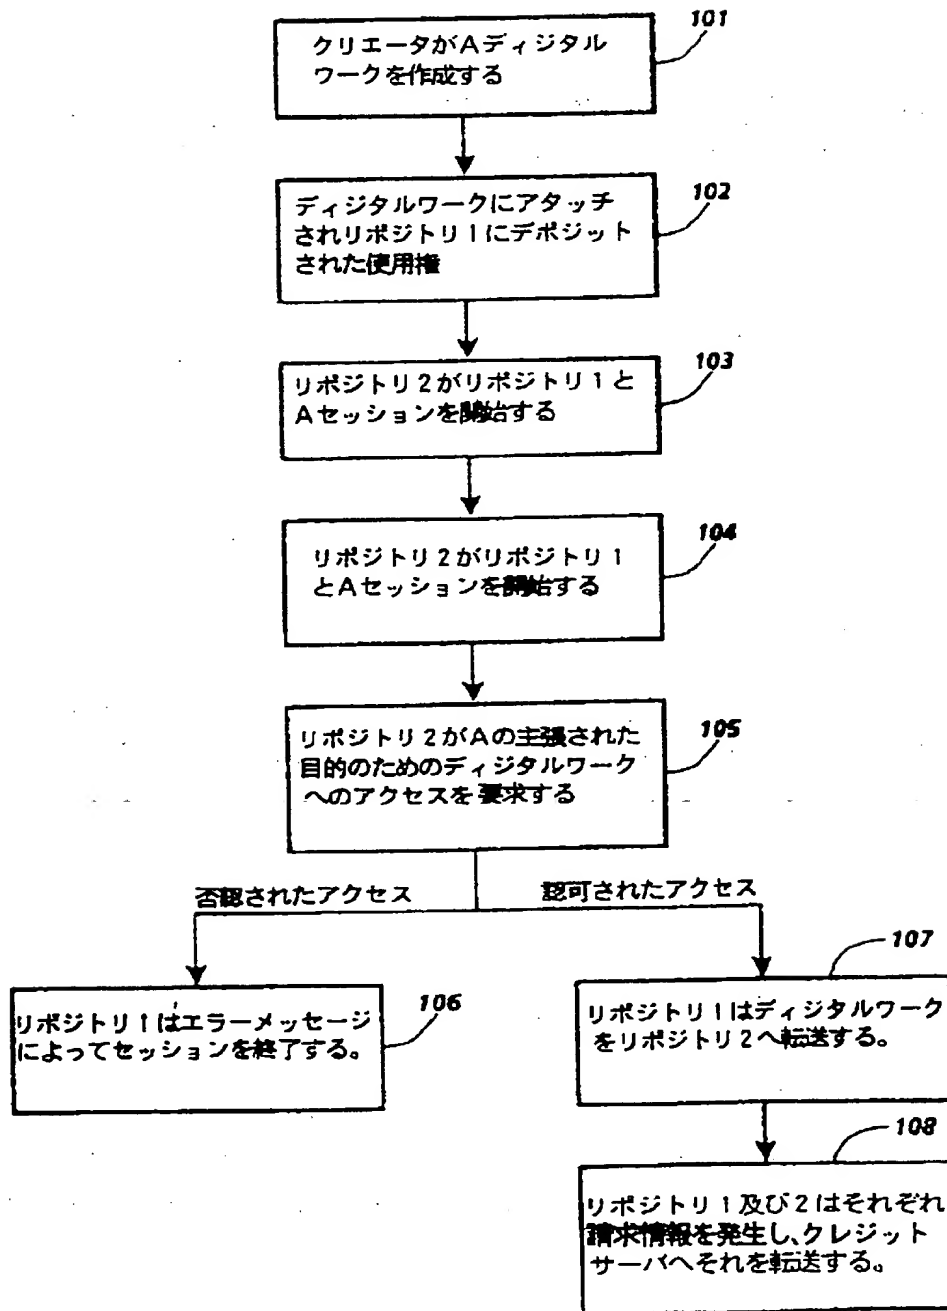 101
クリエータがAディジタル
ワークを作成する
102
ディジタルワークにアタッチ
されリポジトリ1にデポジット
された使用権
103
リポジトリ2がリポジトリ1と
Aセッションを開始する
104
リポジトリ2がリポジトリ1
とAセッションを開始する
105
リポジトリ2がAの主張された
目的のためのディジタルワーク
へのアクセスを要求する
否認されたアクセス
認可されたアクセス
106
リポジトリ1はエラーメッセージ
によってセッションを終了する。
107
リポジトリ1はディジタルワーク
をリポジトリ2へ転送する。
108
リポジトリ1及び2はそれぞれ
請求情報を発生し、クレジット
サーバへそれを転送する。